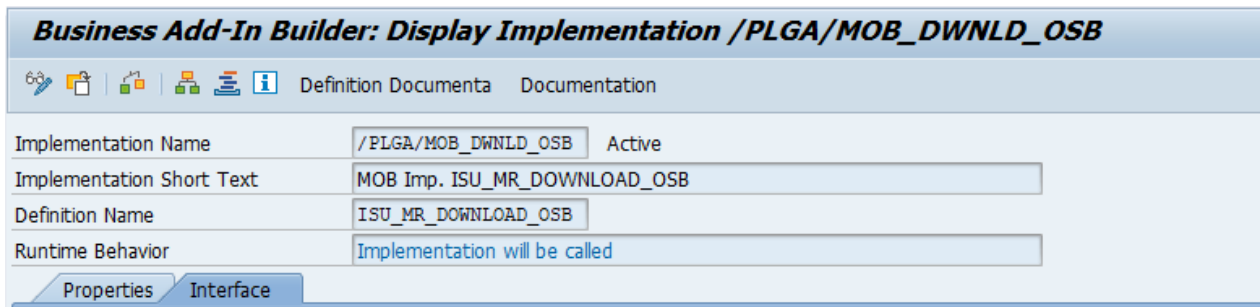 Business Add-In Builder: Display Implementation /PLGA/MOB_DWNLD_OSB
Definition Documenta Documentation
Implementation Name /PLGA/MOB_DWNLD_OSB Active
Implementation Short Text MOB Imp. ISU_MR_DOWNLOAD_OSB
Definition Name ISU_MR_DOWNLOAD_OSB
Runtime Behavior Implementation will be called
Properties Interface